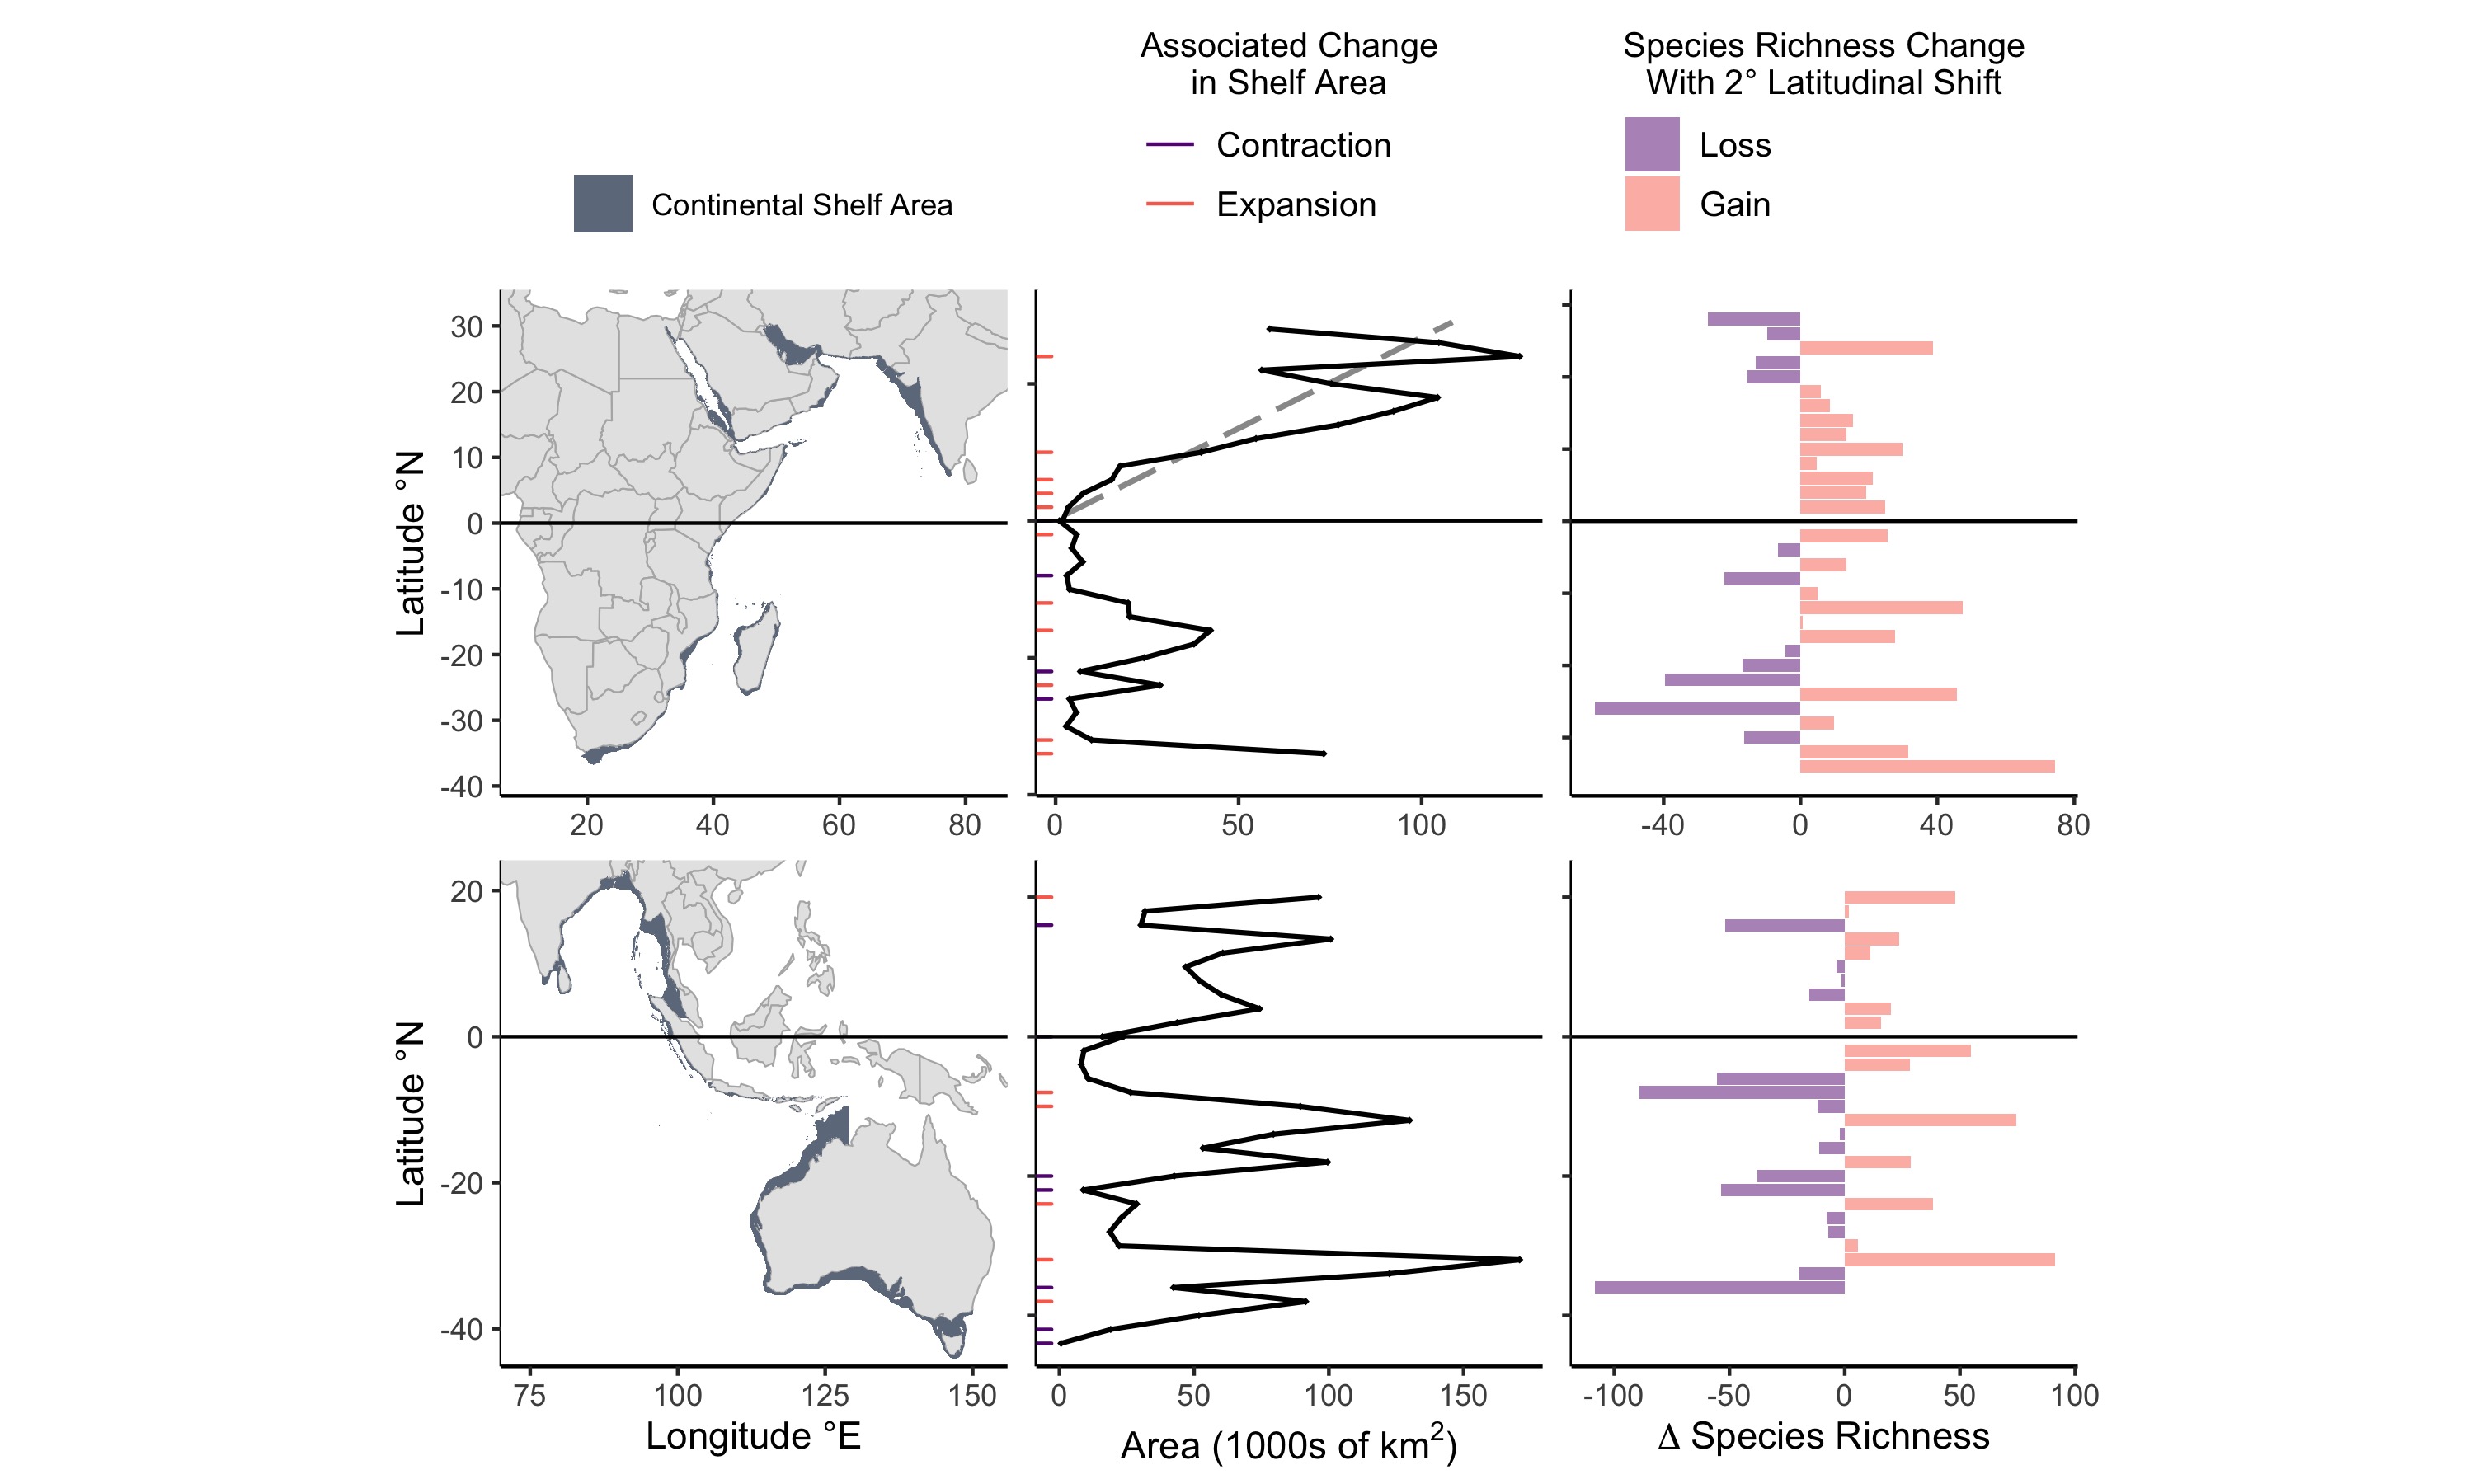 Associated Change
in Shelf Area
Contraction
Expansion
Species Richness Change
With 2° Latitudinal Shift
Loss
Gain
Continental Shelf Area
Latitude °N
30
20
10
0
-10
-20
-30
-40
20 40 60 80
0 50 100
-40 0 40 80
Latitude °N
20
0
-20
-40
75 100 125 150
0 50 100 150
-100 -50 0 50 100
Longitude °E
Area (1000s of km²)
Δ Species Richness